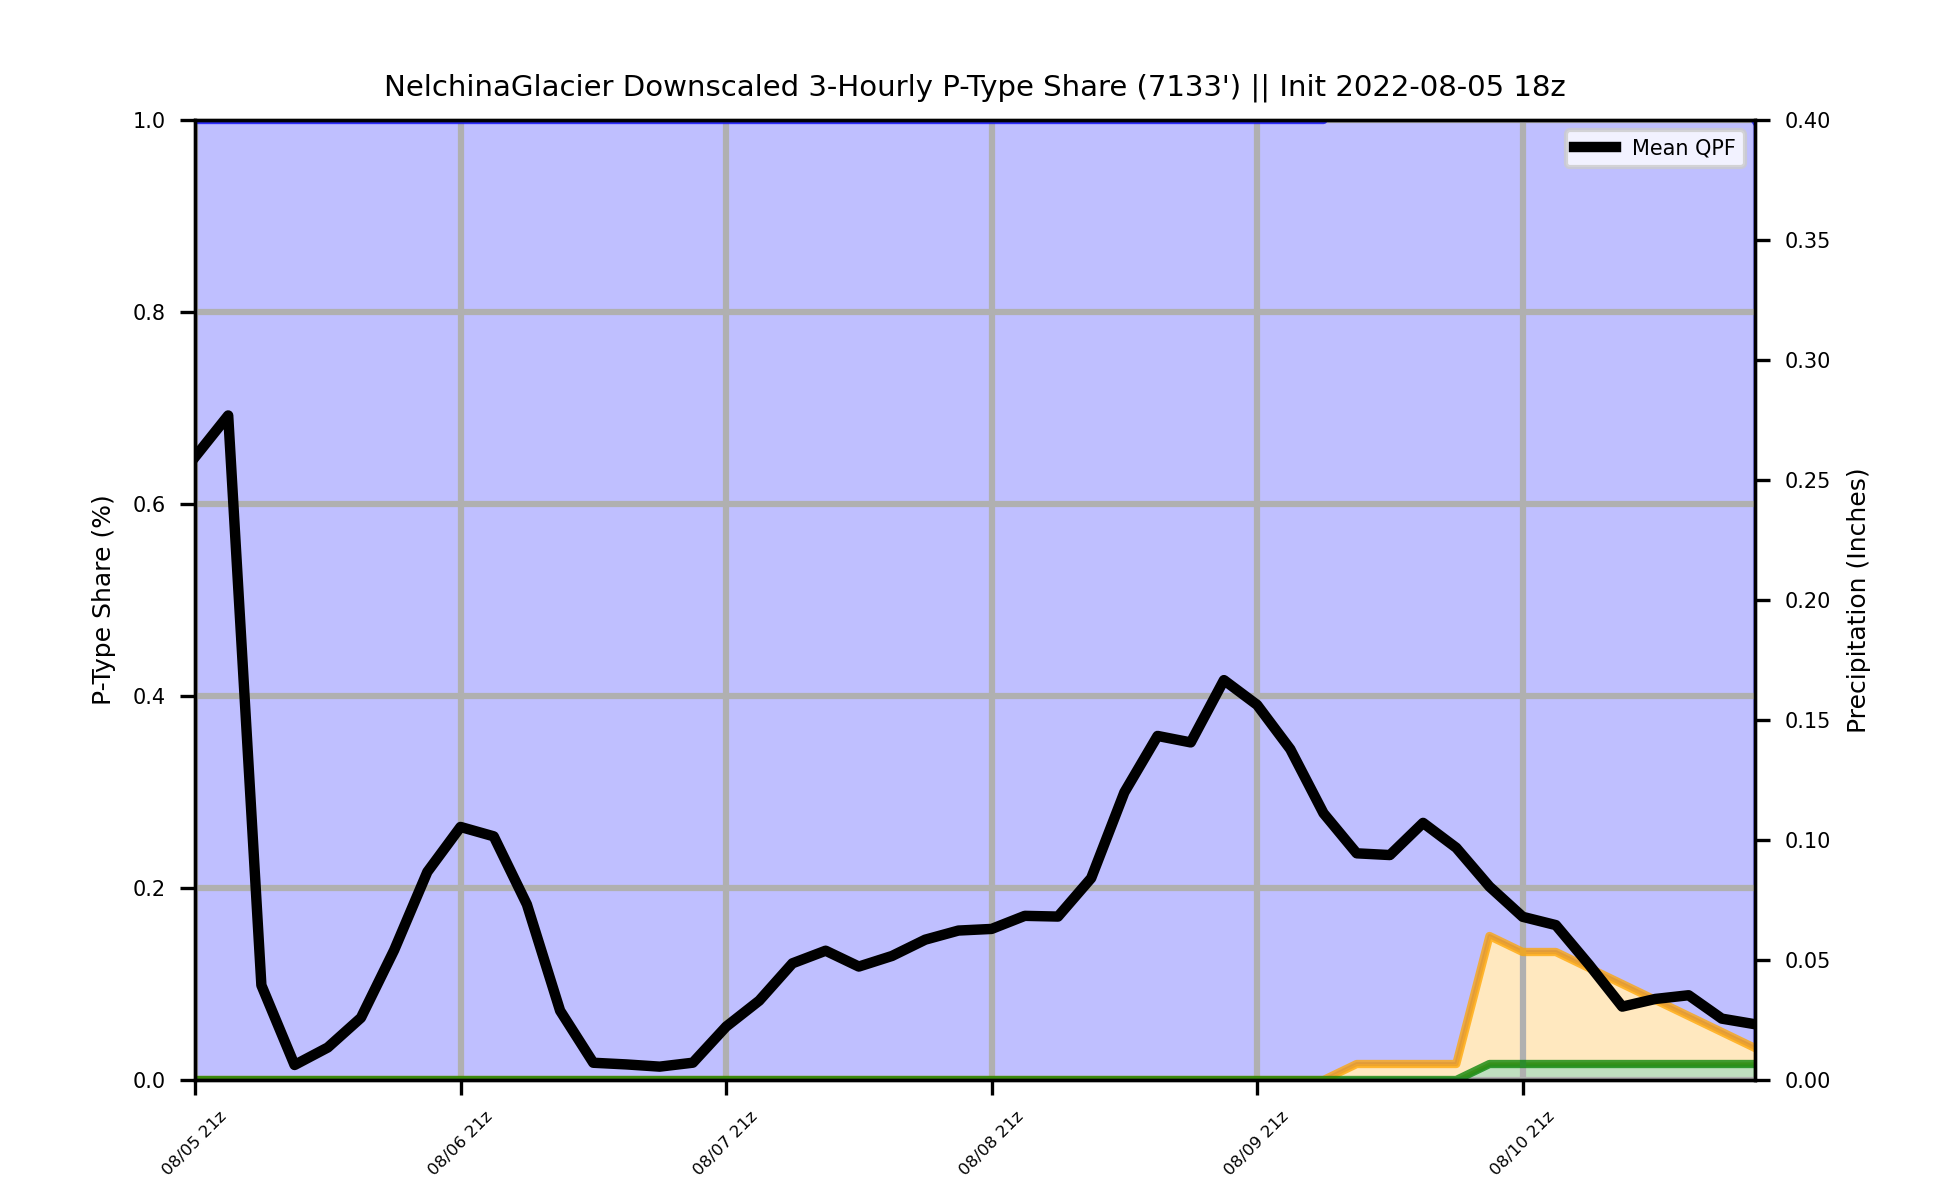 NelchinaGlacier Downscaled 3-Hourly P-Type Share (7133') || Init 2022-08-05 18z
Mean QPF
P-Type Share (%)
1.0
0.8
0.6
0.4
0.2
0.0
0.40
0.35
0.30
0.25
0.20
0.15
0.10
0.05
0.00
Precipitation (Inches)
08/05 21z
08/06 21z
08/07 21z
08/08 21z
08/09 21z
08/10 21z